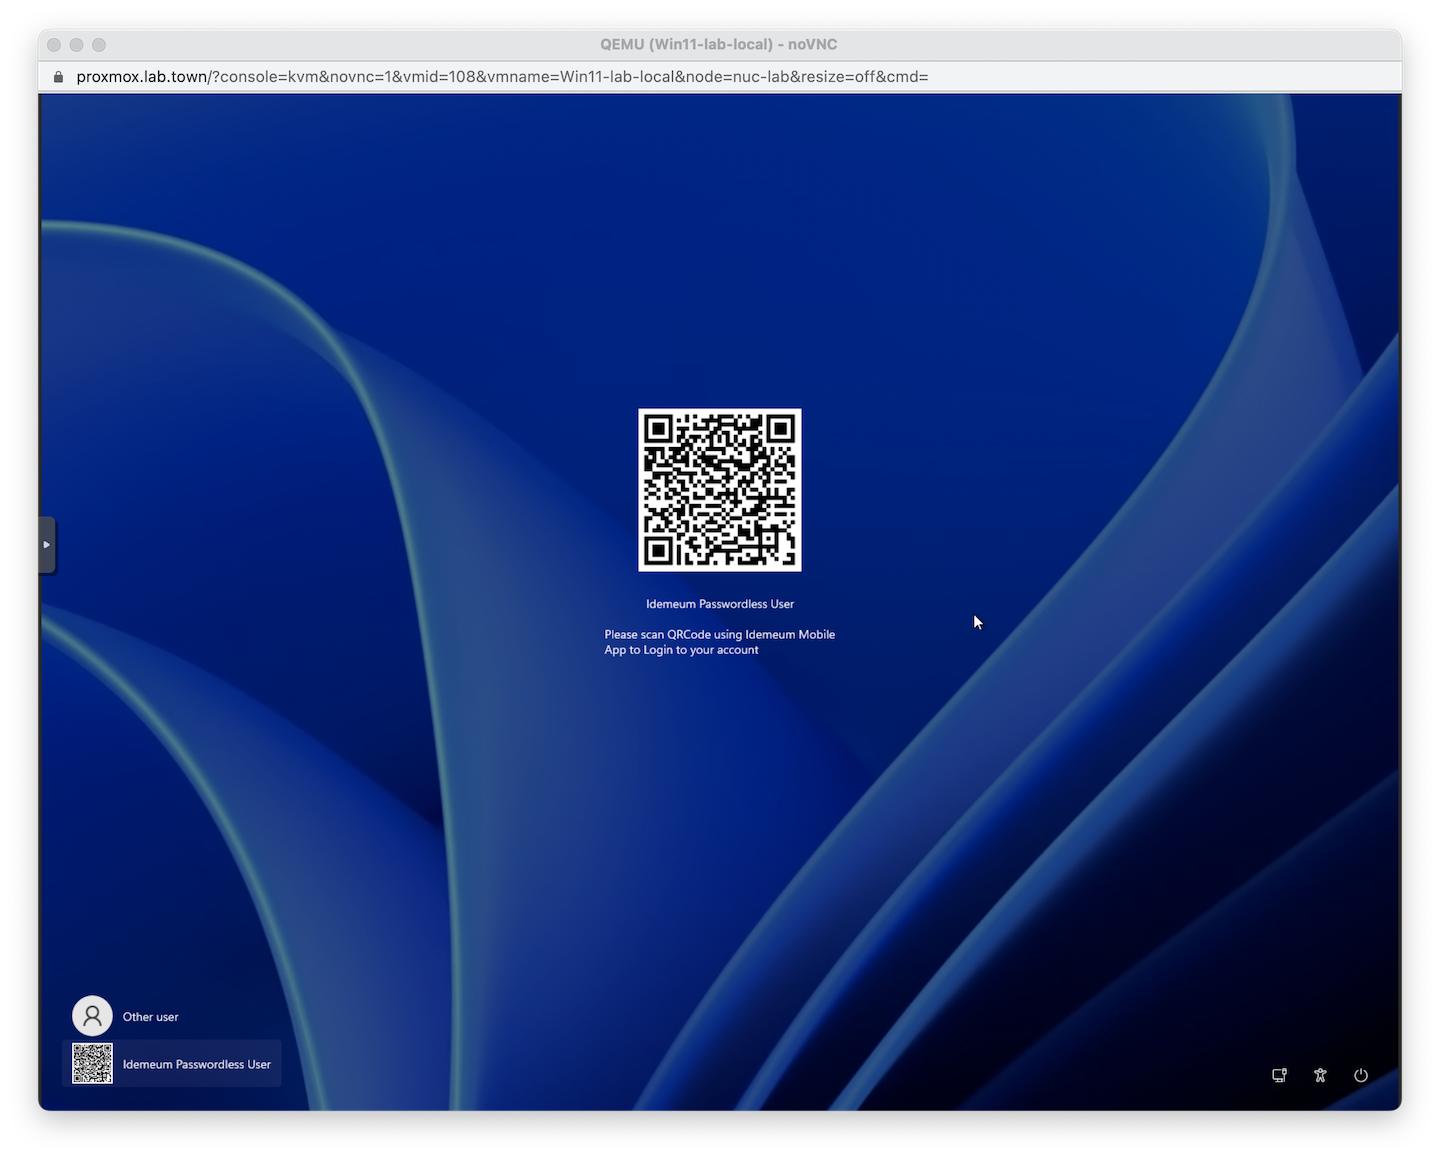 QEMU (Win11-lab-local) - noVNC
proxmox.lab.town/?console=kvm&novnc=1&vmid=108&vmname=Win11-lab-local&node=nuc-lab&resize=off&cmd=
Idemeum Passwordless User
Please scan QRCode using Idemeum Mobile
App to Login to your account
Other user
Idemeum Passwordless User